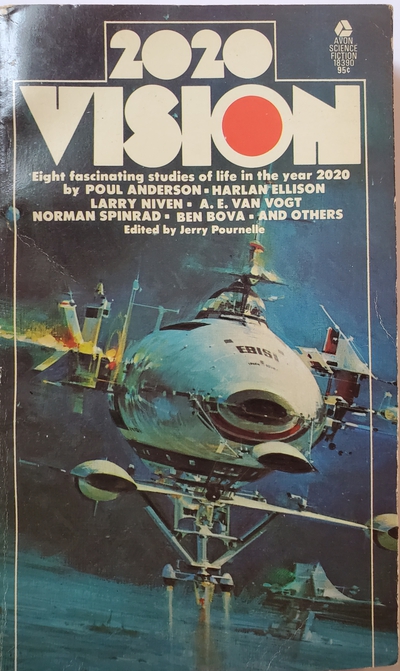 2020
VISION
AVON
SCIENCE
FICTION
18390
95¢
Eight fascinating studies of life in the year 2020
by POUL ANDERSON ▪ HARLAN ELLISON
LARRY NIVEN ▪ A. E. VAN VOGT
NORMAN SPINRAD ▪ BEN BOVA ▪ AND OTHERS
Edited by Jerry Pournelle